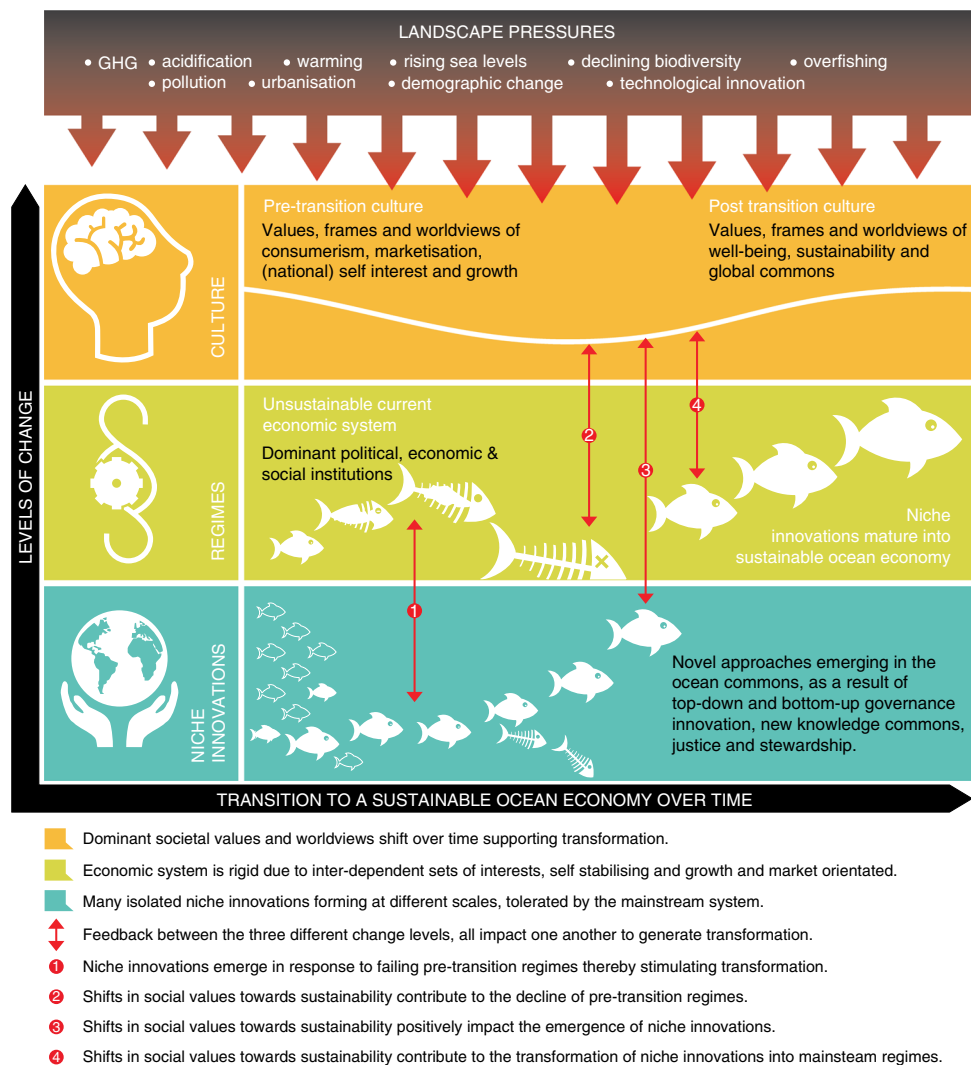 LANDSCAPE PRESSURES
• GHG • acidification • warming • rising sea levels • declining biodiversity • overfishing
• pollution • urbanisation • demographic change • technological innovation
LEVELS OF CHANGE
CULTURE
Pre-transition culture
Values, frames and worldviews of
consumerism, marketisation,
(national) self interest and growth
Post transition culture
Values, frames and worldviews of
well-being, sustainability and
global commons
REGIMES
Unsustainable current
economic system
Dominant political, economic &
social institutions
2
3
4
Niche
innovations mature into
sustainable ocean economy
NICHE
INNOVATIONS
1
Novel approaches emerging in the
ocean commons, as a result of
top-down and bottom-up governance
innovation, new knowledge commons,
justice and stewardship.
TRANSITION TO A SUSTAINABLE OCEAN ECONOMY OVER TIME
Dominant societal values and worldviews shift over time supporting transformation.
Economic system is rigid due to inter-dependent sets of interests, self stabilising and growth and market orientated.
Many isolated niche innovations forming at different scales, tolerated by the mainstream system.
Feedback between the three different change levels, all impact one another to generate transformation.
1 Niche innovations emerge in response to failing pre-transition regimes thereby stimulating transformation.
2 Shifts in social values towards sustainability contribute to the decline of pre-transition regimes.
3 Shifts in social values towards sustainability positively impact the emergence of niche innovations.
4 Shifts in social values towards sustainability contribute to the transformation of niche innovations into mainsteam regimes.